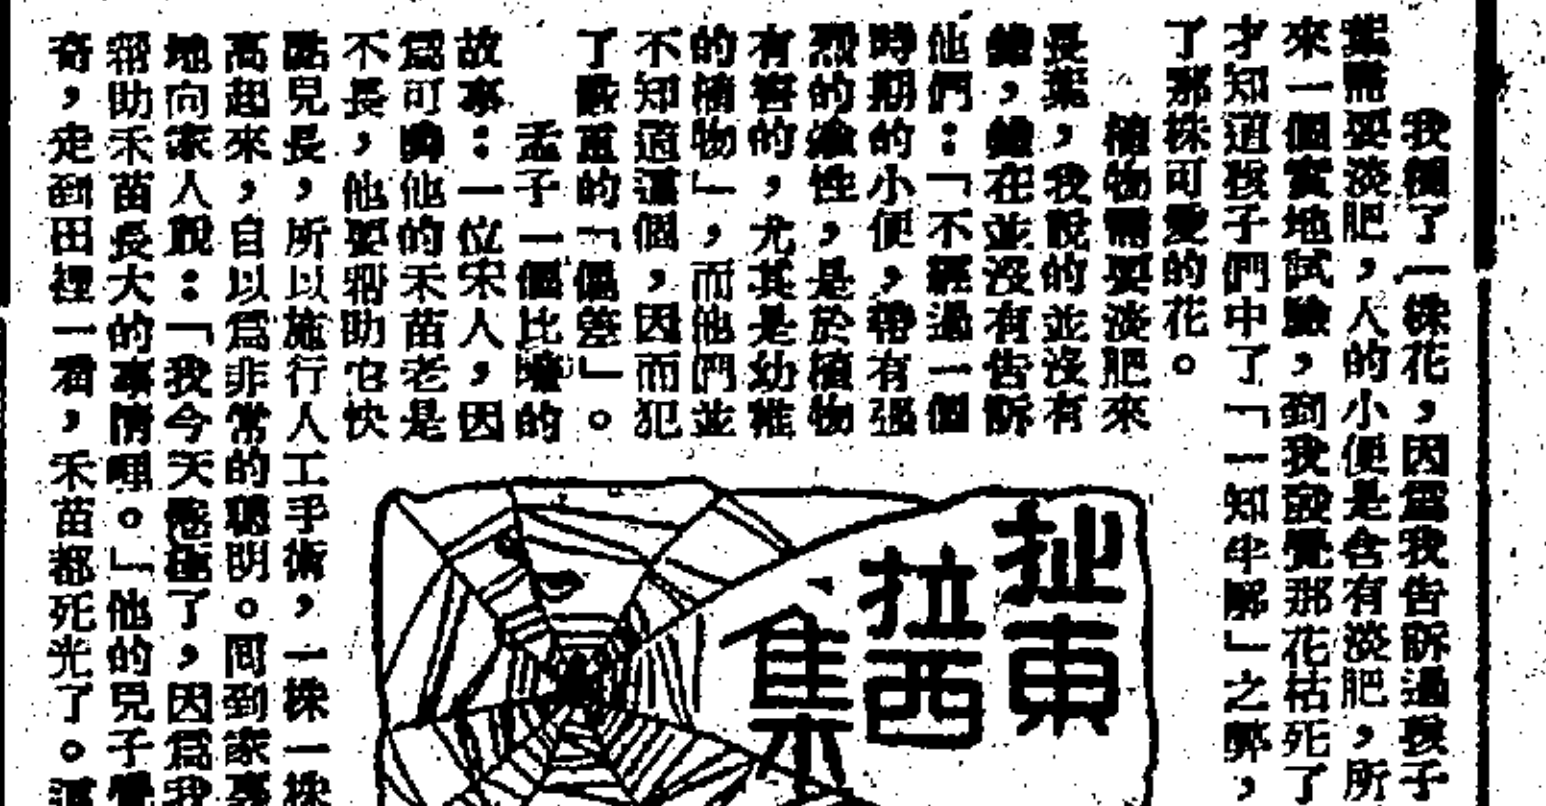 我種了一株花，因爲我告訴過孩子
葉需要淡肥，人的小便是含有淡肥，所
來一個實地試驗，到我發覺那花枯死了
才知道孩子們中了「一知半解」之弊，
了那株可愛的花。
植物需要淡肥來
長葉，我說的並沒有
錯，錯在並沒有告訴
他們：「不經過一個
時期的小便，帶有過
烈的鹼性，是於植物
有害的，尤其是幼稚
的植物」，而他們並
不知道這個，因而犯
了嚴重的「偏差」。
孟子一個比喻的
故事：一位宋人，因
爲可憐他的禾苗老是
不長，他要幫助它快
點兒長，所以施行人工手術，一株一株
高起來，自以爲非常的聰明。回到家裏
地向家人說：「我今天憊極了，因爲我
幫助禾苗長大的事情哩。」他的兒子覺
奇，走到田裡一看，禾苗都死光了。這
扯東
拉西
集